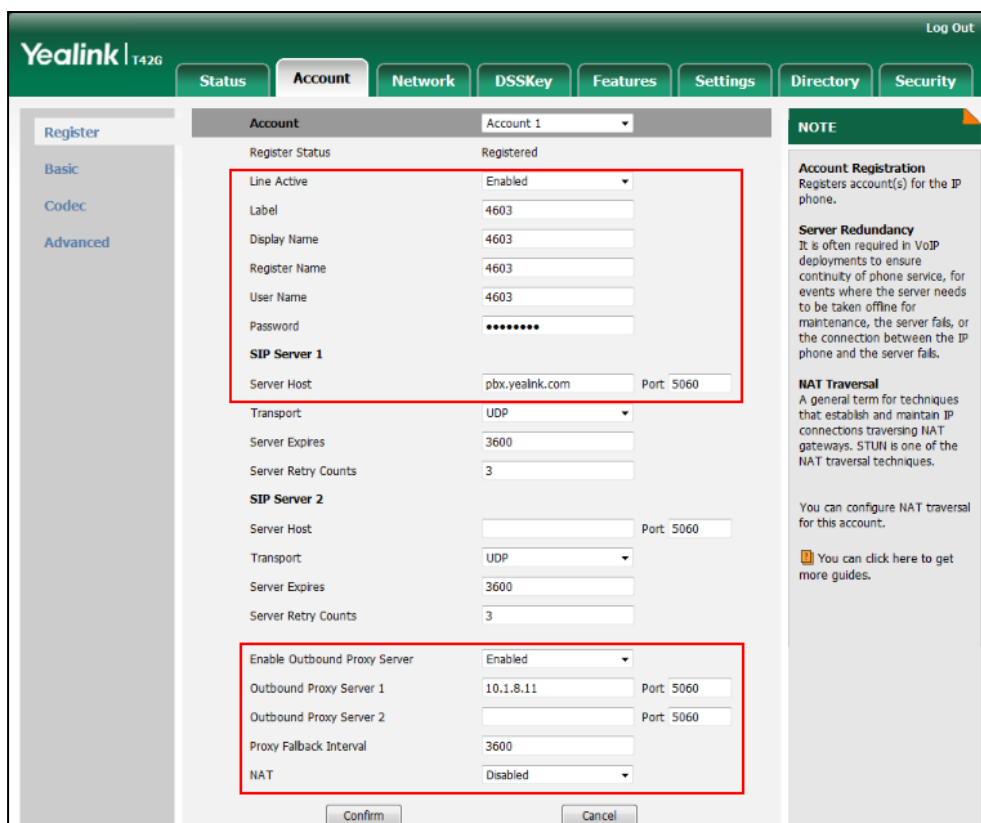 Log Out
Yealink T42G
Status Account Network DSSKey Features Settings Directory Security
Register
Basic
Codec
Advanced
Account Account 1
Register Status Registered
Line Active Enabled
Label 4603
Display Name 4603
Register Name 4603
User Name 4603
Password ••••••••
SIP Server 1
Server Host pbx.yealink.com Port 5060
Transport UDP
Server Expires 3600
Server Retry Counts 3
SIP Server 2
Server Host Port 5060
Transport UDP
Server Expires 3600
Server Retry Counts 3
Enable Outbound Proxy Server Enabled
Outbound Proxy Server 1 10.1.8.11 Port 5060
Outbound Proxy Server 2 Port 5060
Proxy Fallback Interval 3600
NAT Disabled
Confirm Cancel
NOTE
Account Registration
Registers account(s) for the IP
phone.
Server Redundancy
It is often required in VoIP
deployments to ensure
continuity of phone service, for
events where the server needs
to be taken offline for
maintenance, the server fails, or
the connection between the IP
phone and the server fails.
NAT Traversal
A general term for techniques
that establish and maintain IP
connections traversing NAT
gateways. STUN is one of the
NAT traversal techniques.
You can configure NAT traversal
for this account.
You can click here to get
more guides.